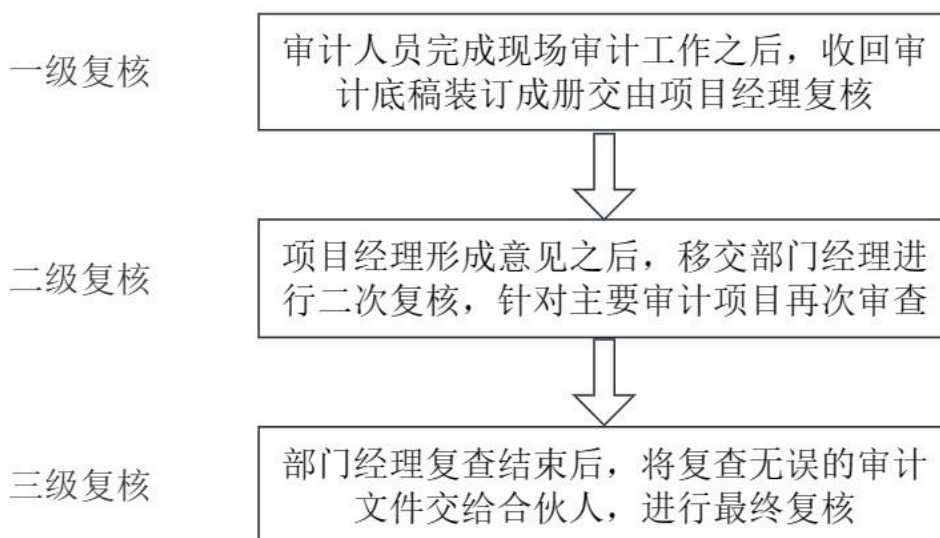 一级复核
审计人员完成现场审计工作之后，收回审
计底稿装订成册交由项目经理复核
二级复核
项目经理形成意见之后，移交部门经理进
行二次复核，针对主要审计项目再次审查
三级复核
部门经理复查结束后，将复查无误的审计
文件交给合伙人，进行最终复核